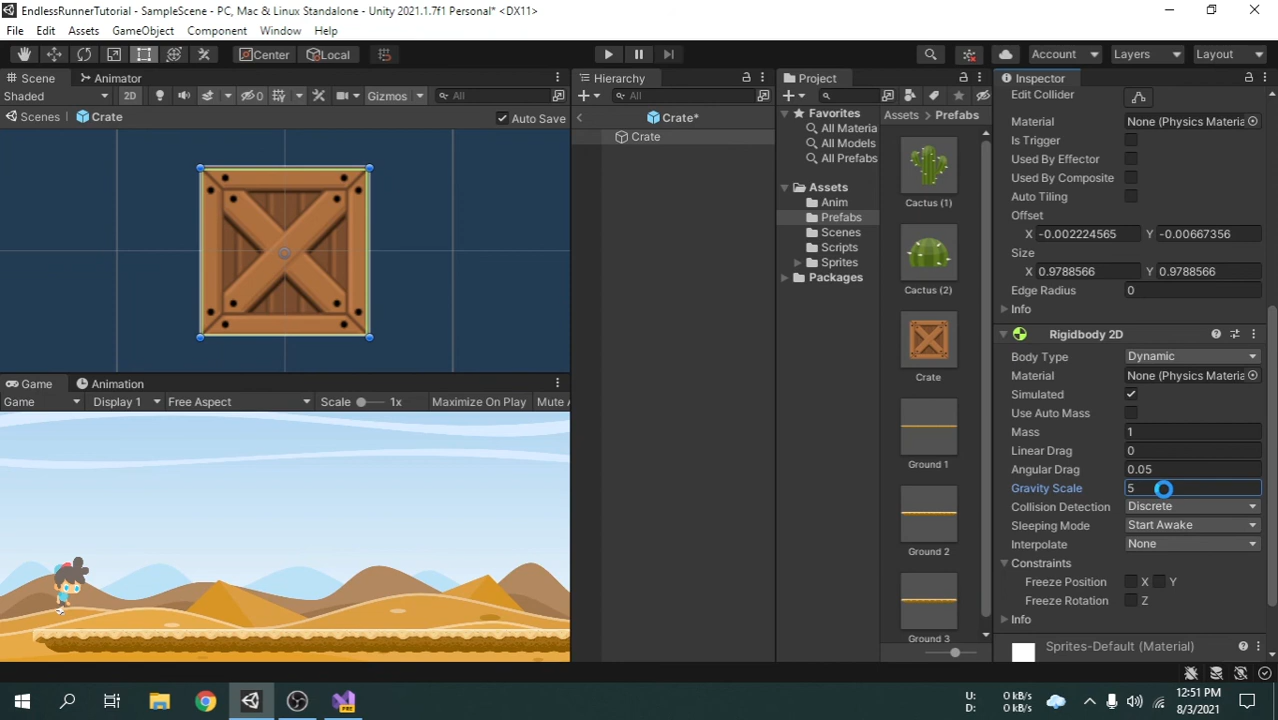 EndlessRunnerTutorial - SampleScene - PC, Mac & Linux Standalone - Unity 2021.1.7f1 Personal* <DX11>
File Edit Assets GameObject Component Window Help
Center Local Account Layers Layout
Scene Animator
Shaded 2D 0 Gizmos All
Scenes Crate Auto Save
Game Animation
Game Display 1 Free Aspect Scale 1x Maximize On Play Mute A
Hierarchy
All
Crate*
Crate
Project
Favorites
All Materia
All Models
All Prefabs
Assets
Anim
Prefabs
Scenes
Scripts
Sprites
Packages
Assets Prefabs
Cactus (1)
Cactus (2)
Crate
Ground 1
Ground 2
Ground 3
Inspector
Edit Collider
Material None (Physics Materia
Is Trigger
Used By Effector
Used By Composite
Auto Tiling
Offset
X -0.002224565 Y -0.00667356
Size
X 0.9788566 Y 0.9788566
Edge Radius 0
Info
Rigidbody 2D
Body Type Dynamic
Material None (Physics Materia
Simulated
Use Auto Mass
Mass 1
Linear Drag 0
Angular Drag 0.05
Gravity Scale 5
Collision Detection Discrete
Sleeping Mode Start Awake
Interpolate None
Constraints
Freeze Position X Y
Freeze Rotation Z
Info
Sprites-Default (Material)
PRE
U: 0 kB/s
D: 0 kB/s
12:51 PM
8/3/2021